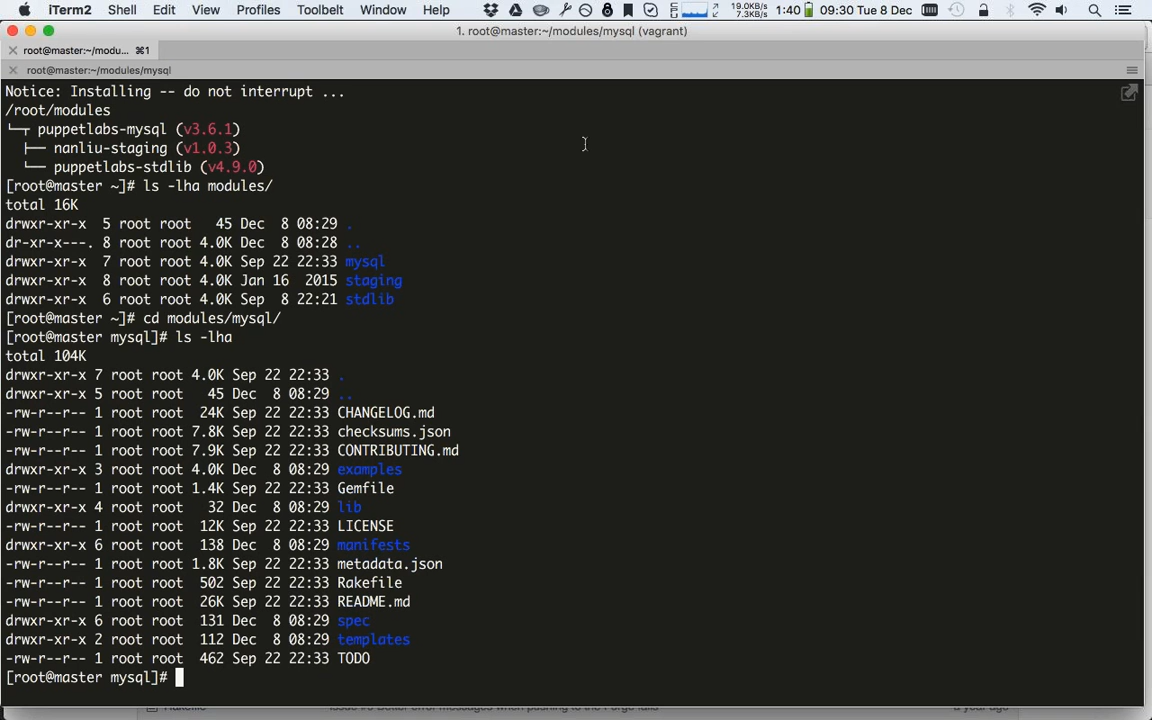 iTerm2 Shell Edit View Profiles Toolbelt Window Help 19.0KB/s 7.3KB/s 1:40 09:30 Tue 8 Dec
1. root@master:~/modules/mysql (vagrant)
root@master:~/modu... ⌘1
root@master:~/modules/mysql
Notice: Installing -- do not interrupt ...
/root/modules
└─┬ puppetlabs-mysql (v3.6.1)
├── nanliu-staging (v1.0.3)
└── puppetlabs-stdlib (v4.9.0)
[root@master ~]# ls -lha modules/
total 16K
drwxr-xr-x 5 root root 45 Dec 8 08:29 .
dr-xr-x---. 8 root root 4.0K Dec 8 08:28 ..
drwxr-xr-x 7 root root 4.0K Sep 22 22:33 mysql
drwxr-xr-x 8 root root 4.0K Jan 16 2015 staging
drwxr-xr-x 6 root root 4.0K Sep 8 22:21 stdlib
[root@master ~]# cd modules/mysql/
[root@master mysql]# ls -lha
total 104K
drwxr-xr-x 7 root root 4.0K Sep 22 22:33 .
drwxr-xr-x 5 root root 45 Dec 8 08:29 ..
-rw-r--r-- 1 root root 24K Sep 22 22:33 CHANGELOG.md
-rw-r--r-- 1 root root 7.8K Sep 22 22:33 checksums.json
-rw-r--r-- 1 root root 7.9K Sep 22 22:33 CONTRIBUTING.md
drwxr-xr-x 3 root root 4.0K Dec 8 08:29 examples
-rw-r--r-- 1 root root 1.4K Sep 22 22:33 Gemfile
drwxr-xr-x 4 root root 32 Dec 8 08:29 lib
-rw-r--r-- 1 root root 12K Sep 22 22:33 LICENSE
drwxr-xr-x 6 root root 138 Dec 8 08:29 manifests
-rw-r--r-- 1 root root 1.8K Sep 22 22:33 metadata.json
-rw-r--r-- 1 root root 502 Sep 22 22:33 Rakefile
-rw-r--r-- 1 root root 26K Sep 22 22:33 README.md
drwxr-xr-x 6 root root 131 Dec 8 08:29 spec
drwxr-xr-x 2 root root 112 Dec 8 08:29 templates
-rw-r--r-- 1 root root 462 Sep 22 22:33 TODO
[root@master mysql]#